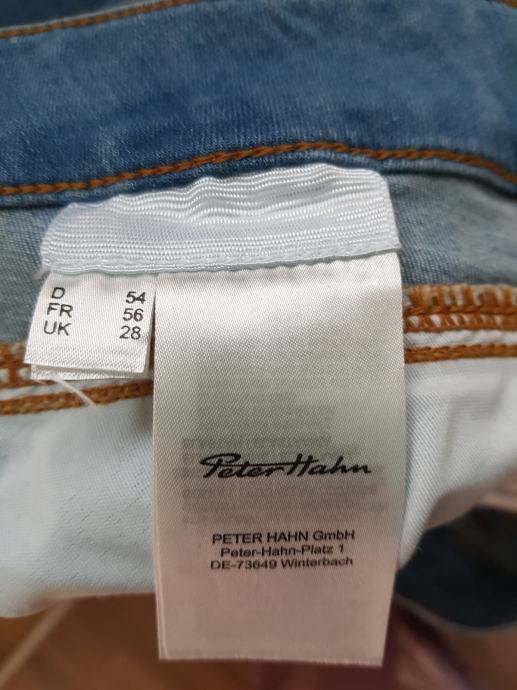 D 54
FR 56
UK 28
Peter Hahn
PETER HAHN GmbH
Peter-Hahn-Platz 1
DE-73649 Winterbach